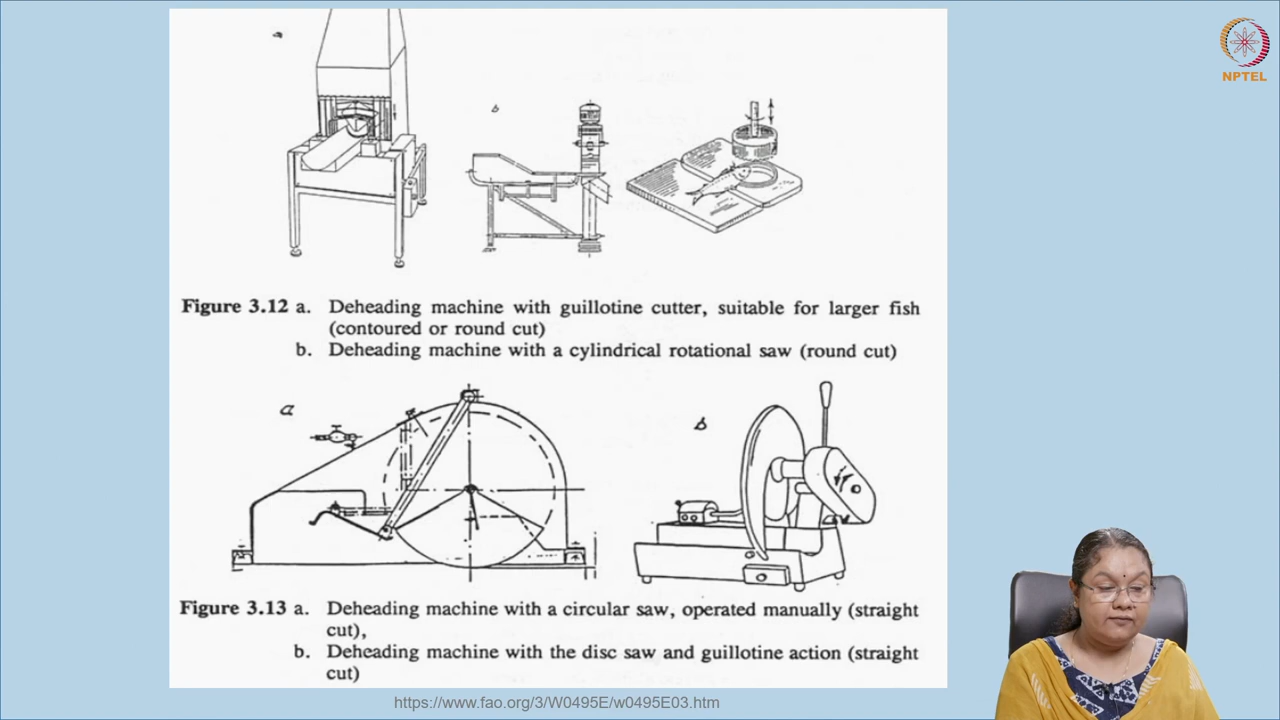 NPTEL
a
b
Figure 3.12 a. Deheading machine with guillotine cutter, suitable for larger fish
(contoured or round cut)
b. Deheading machine with a cylindrical rotational saw (round cut)
a
b
Figure 3.13 a. Deheading machine with a circular saw, operated manually (straight
cut),
b. Deheading machine with the disc saw and guillotine action (straight
cut)
https://www.fao.org/3/W0495E/w0495E03.htm